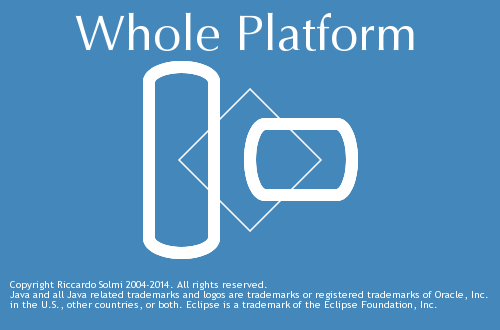 Whole Platform
Copyright Riccardo Solmi 2004-2014. All rights reserved.
Java and all Java related trademarks and logos are trademarks or registered trademarks of Oracle, Inc.
in the U.S., other countries, or both. Eclipse is a trademark of the Eclipse Foundation, Inc.